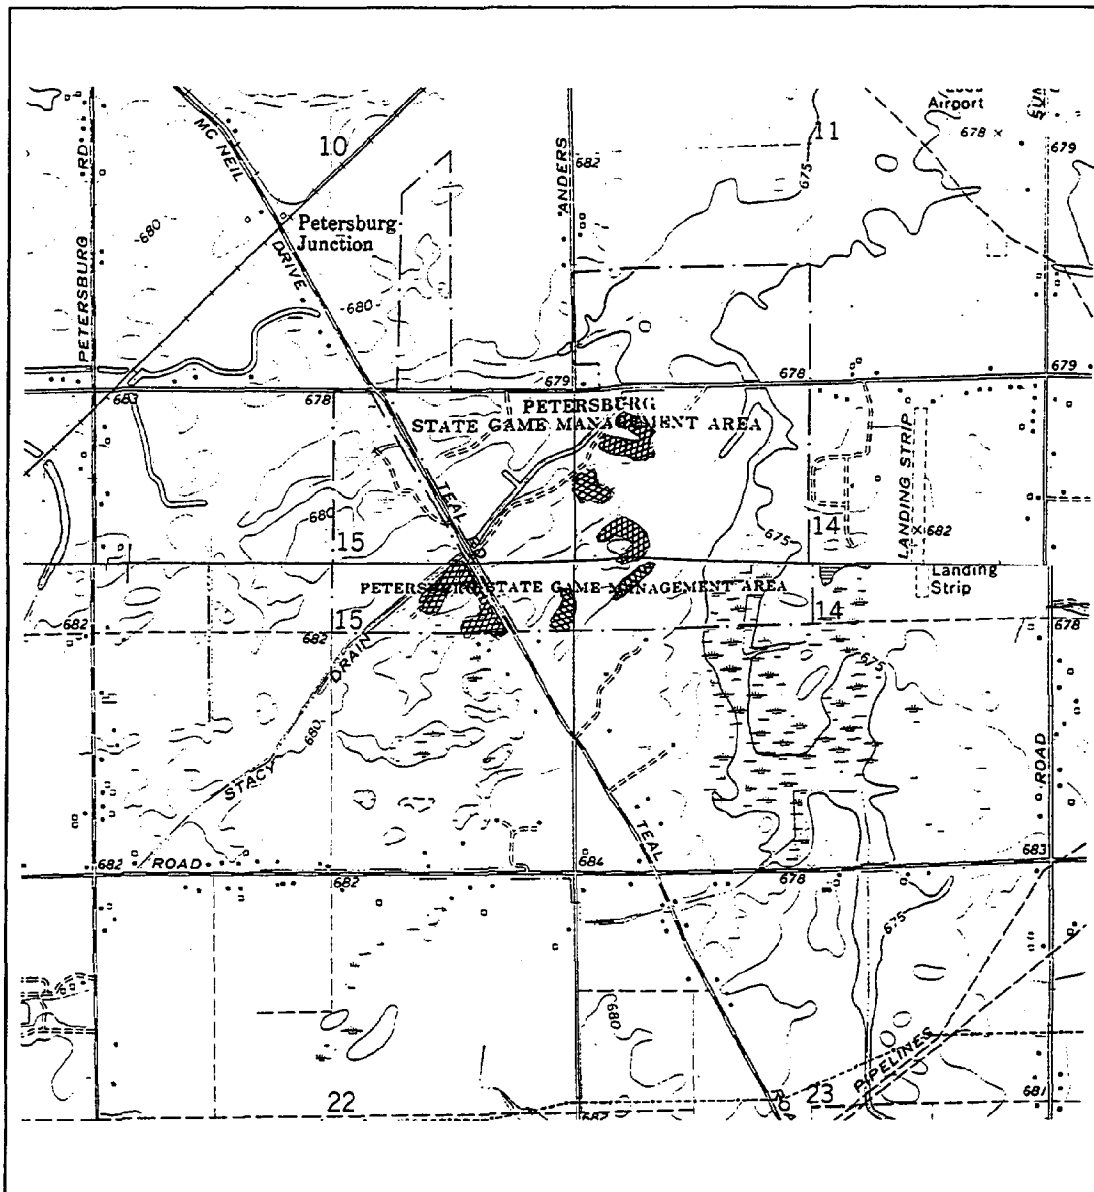 Airport
678
11
679
10
RD
MC NEIL
682
ANDERS
675
680
Petersburg
Junction
PETERSBURG
DRIVE
680
683
678
679
678
679
PETERSBURG
STATE GAME MANAGEMENT AREA
LANDING STRIP
TEAL
RD
680
15
675
14
682
Landing
Strip
PETERSBURG STATE GAME MANAGEMENT AREA
682
15
682
14
678
DRAIN
675
680
STACY
ROAD
TEAL
682
ROAD
682
684
678
683
675
680
PIPELINES
22
23
681
682